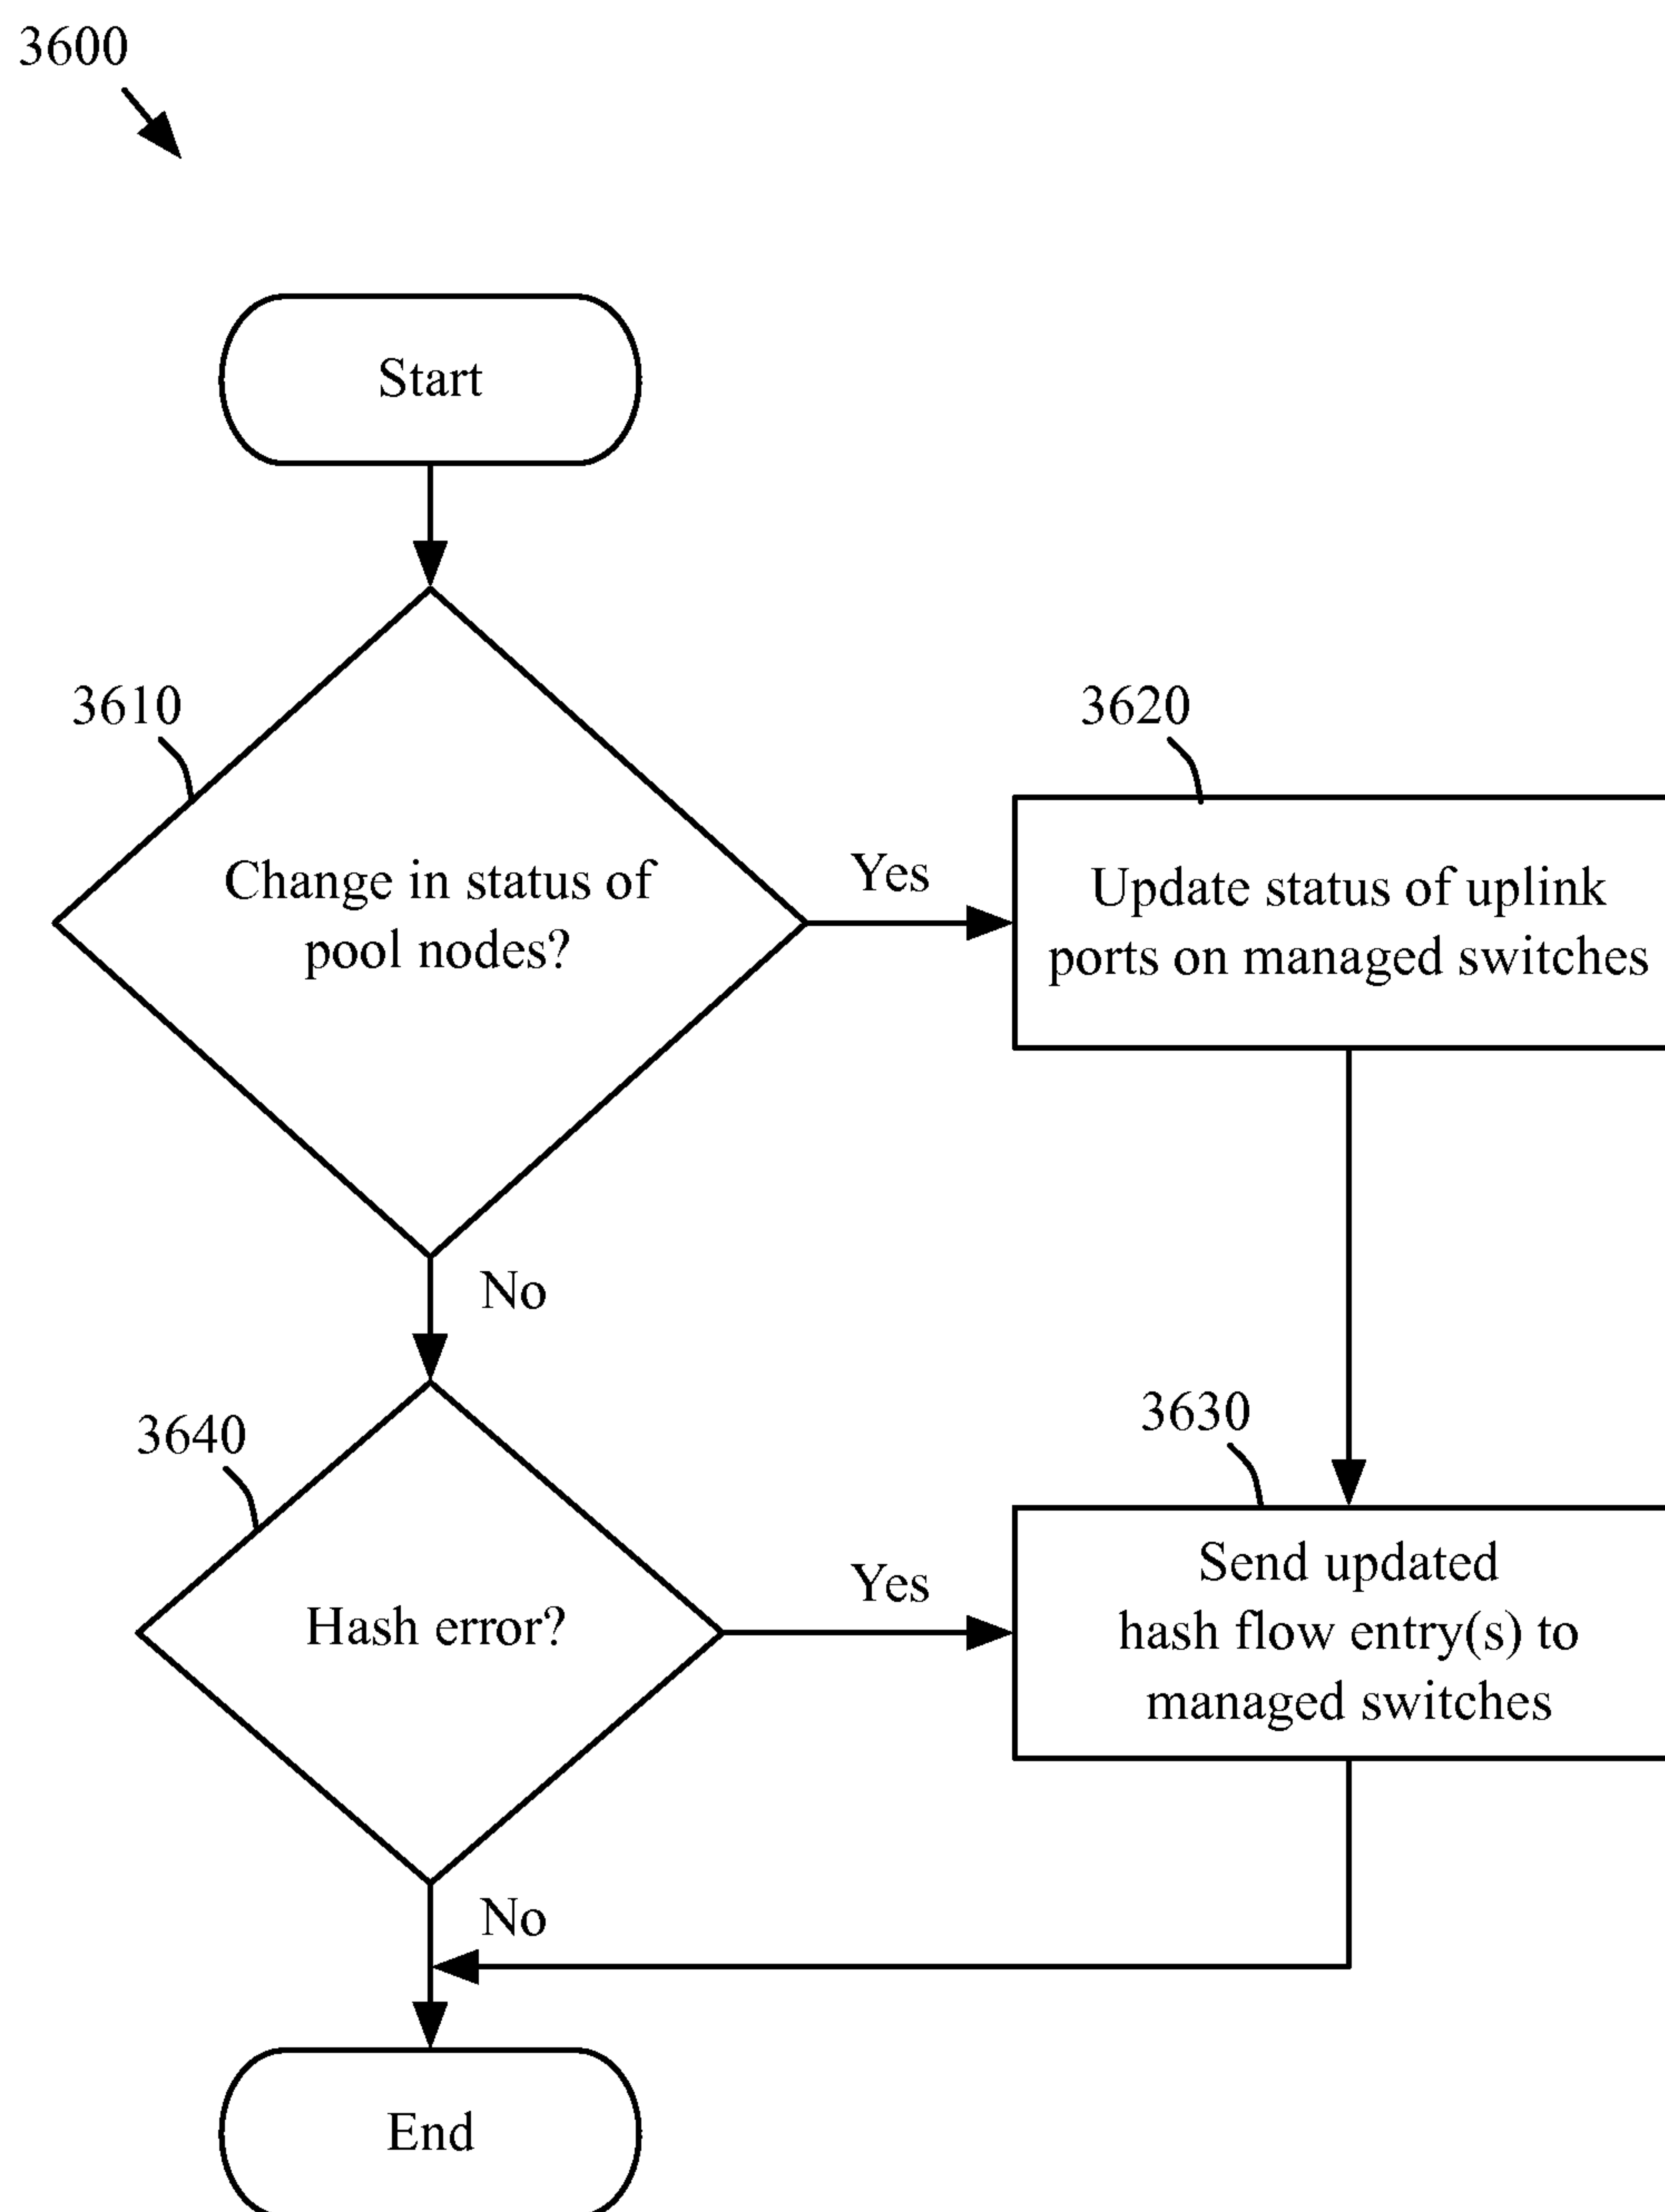 3600
Start
3610
Change in status of
pool nodes?
Yes
3620
Update status of uplink
ports on managed switches
No
3640
Hash error?
Yes
3630
Send updated
hash flow entry(s) to
managed switches
No
End